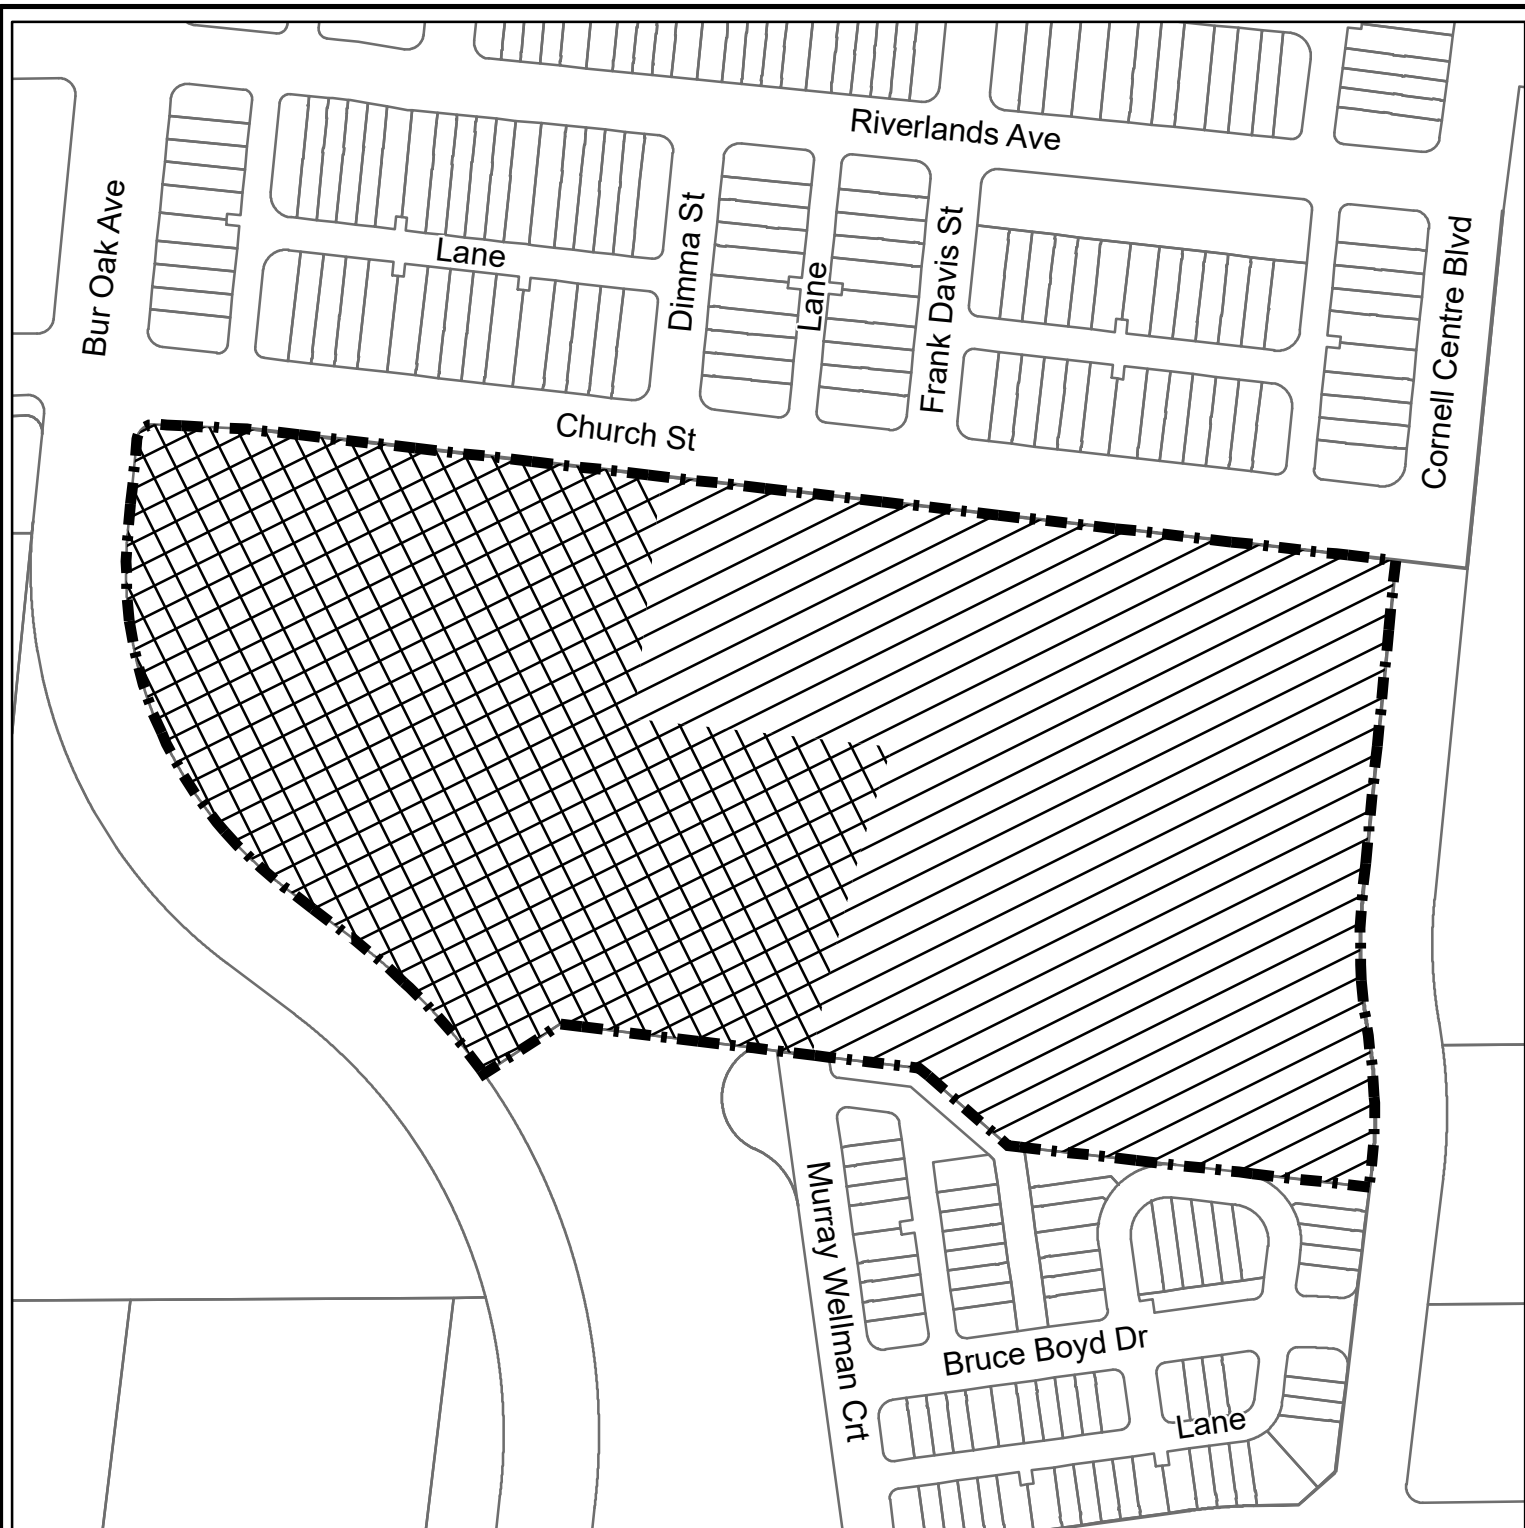 Riverlands Ave
Bur Oak Ave
Lane
Dimma St
Lane
Frank Davis St
Cornell Centre Blvd
Church St
Murray Wellman Crt
Bruce Boyd Dr
Lane